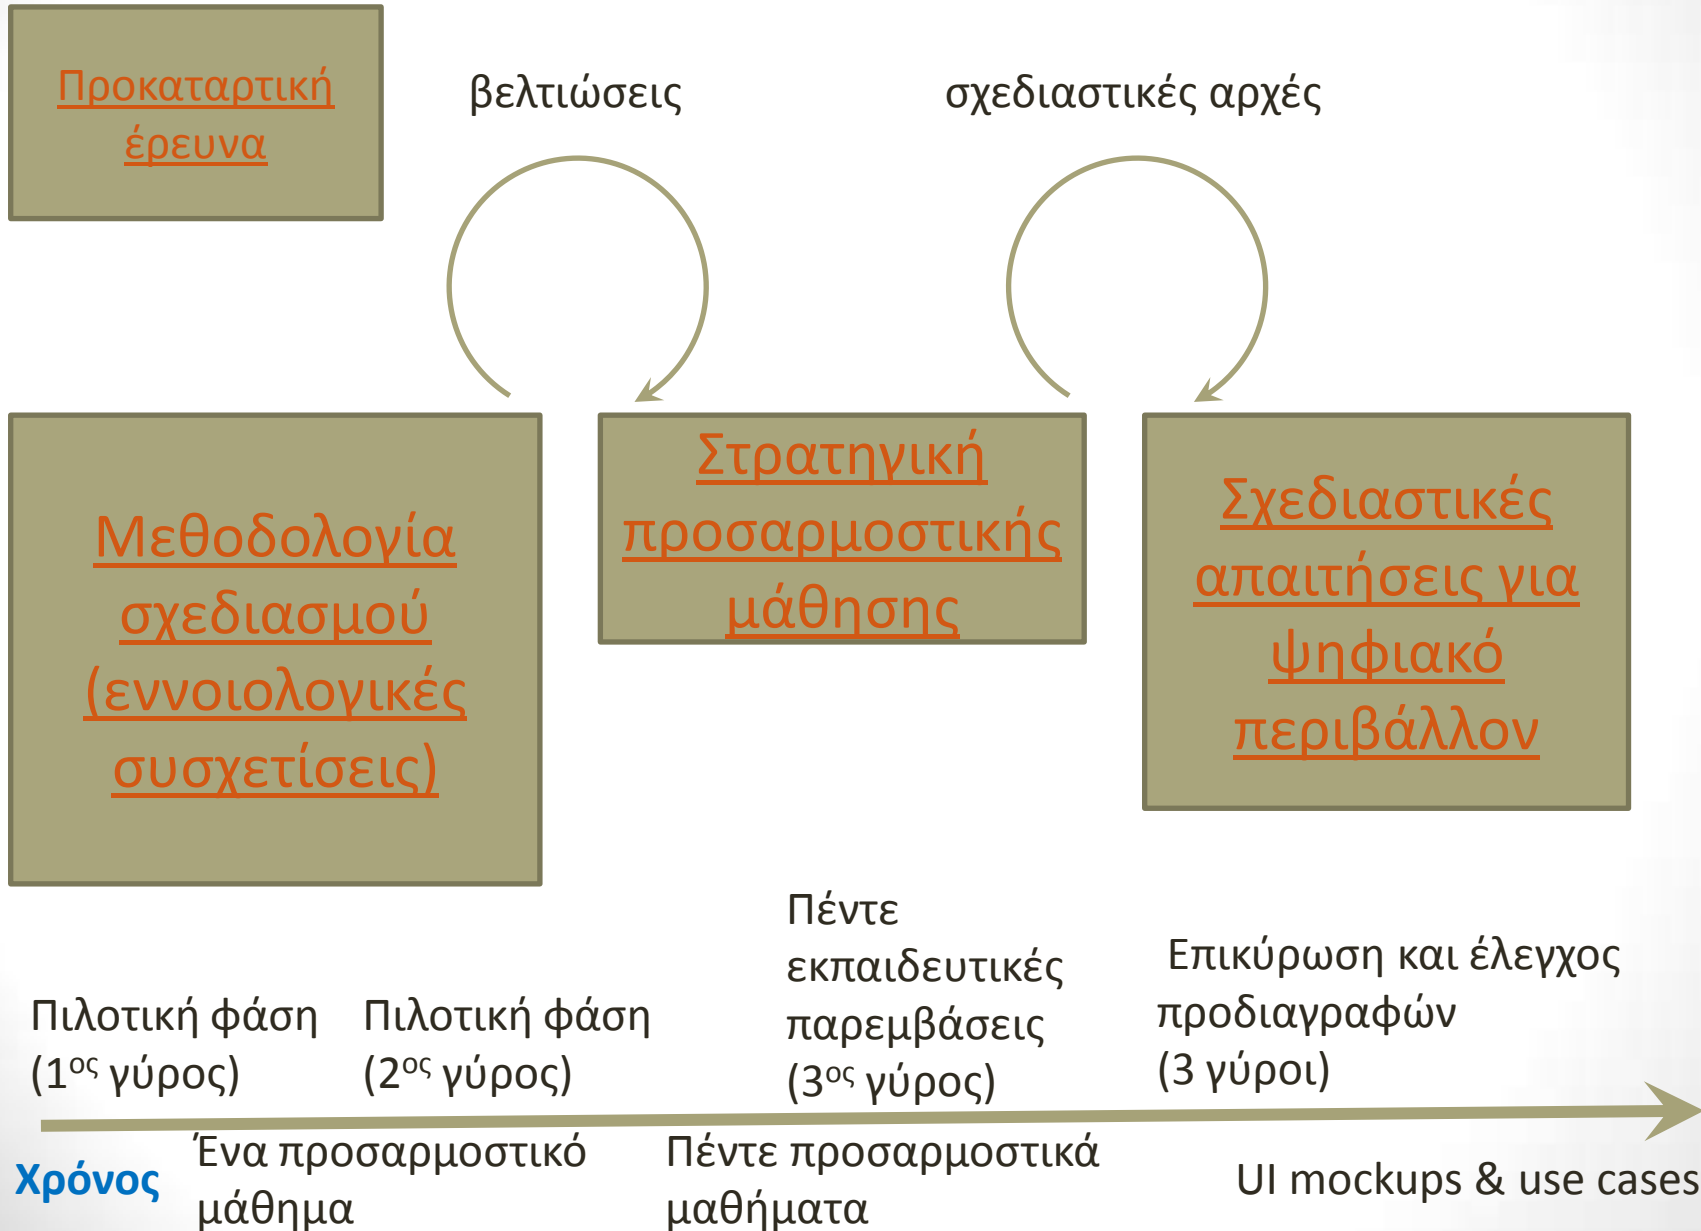 Προκαταρτική
έρευνα
βελτιώσεις
σχεδιαστικές αρχές
Μεθοδολογία
σχεδιασμού
(εννοιολογικές
συσχετίσεις)
Στρατηγική
προσαρμοστικής
μάθησης
Σχεδιαστικές
απαιτήσεις για
ψηφιακό
περιβάλλον
Πιλοτική φάση
(1ος γύρος)
Πιλοτική φάση
(2ος γύρος)
Πέντε
εκπαιδευτικές
παρεμβάσεις
(3ος γύρος)
Επικύρωση και έλεγχος
προδιαγραφών
(3 γύροι)
Χρόνος
Ένα προσαρμοστικό
μάθημα
Πέντε προσαρμοστικά
μαθήματα
UI mockups & use cases